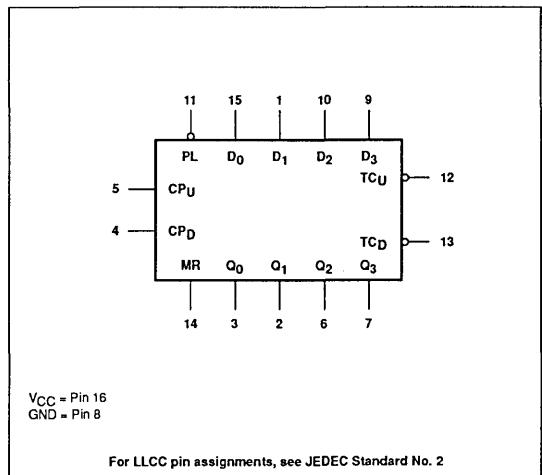 11 15 1 10 9
PL D0 D1 D2 D3
TCU 12
5 CPU
4 CPD
TCD 13
MR Q0 Q1 Q2 Q3
14 3 2 6 7
VCC = Pin 16
GND = Pin 8
For LLCC pin assignments, see JEDEC Standard No. 2